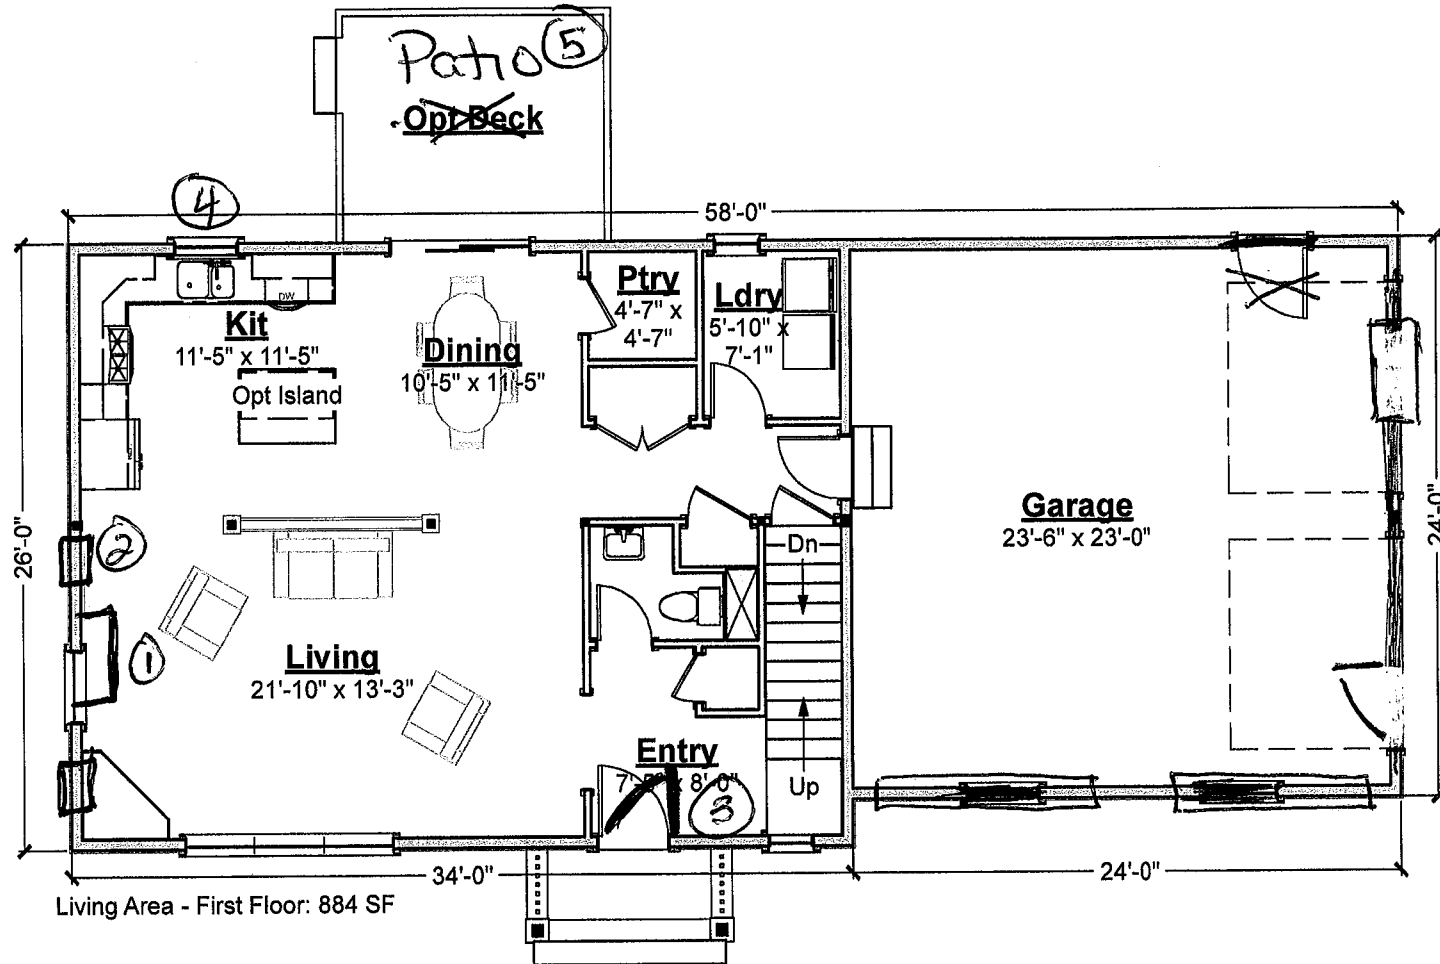 Patio 5
Opt Deck
4
58'-0"
Ptry
4'-7" x
4'-7"
Ldry
5'-10" x
7'-1"
DW
Kit
11'-5" x 11'-5"
Dining
10'-5" x 11'-5"
Opt Island
26'-0"
24'-0"
Garage
23'-6" x 23'-0"
2
Dn
1
Living
21'-10" x 13'-3"
Entry
x 8'-0"
3
Up
34'-0"
24'-0"
Living Area - First Floor: 884 SF